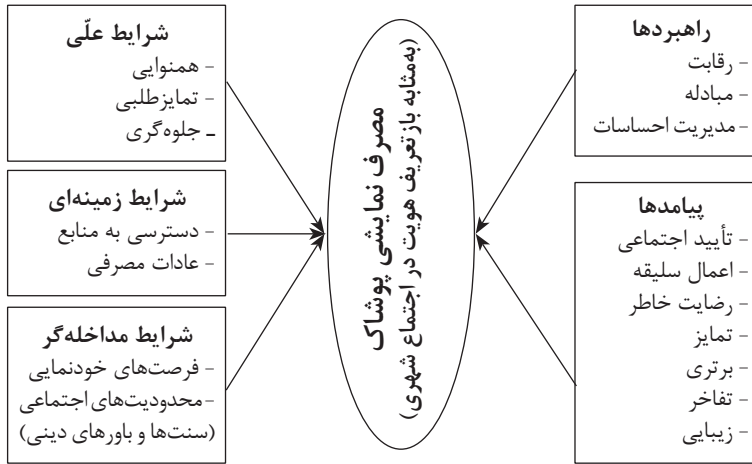 راهبردها
- رقابت
- مبادله
- مدیریت احساسات
پیامدها
- تأیید اجتماعی
- اعمال سلیقه
- رضایت خاطر
- تمایز
- برتری
- تفاخر
- زیبایی
مصرف نمایشی پوشاک
(به‌مثابه بازتعریف هویت در اجتماع شهری)
شرایط علّی
- همنوایی
- تمایزطلبی
- جلوه‌گری
شرایط زمینه‌ای
- دسترسی به منابع
- عادات مصرفی
شرایط مداخله‌گر
- فرصت‌های خودنمایی
- محدودیت‌های اجتماعی
(سنت‌ها و باورهای دینی)